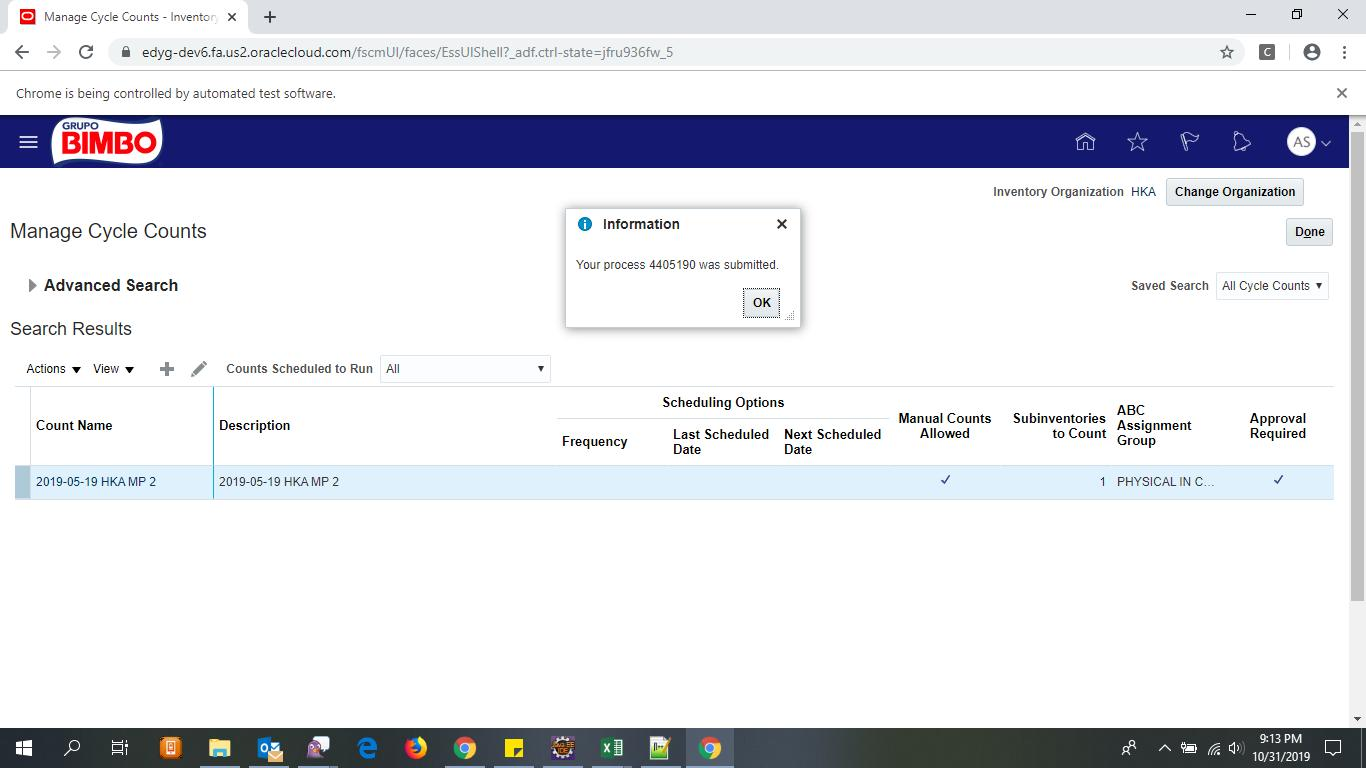 Manage Cycle Counts - Inventory
edyg-dev6.fa.us2.oraclecloud.com/fscmUI/faces/EssUIShell?_adf.ctrl-state=jfru936fw_5
C
Chrome is being controlled by automated test software.
GRUPO
BIMBO
AS
Inventory Organization HKA Change Organization
Manage Cycle Counts
Done
Information
Your process 4405190 was submitted.
OK
Advanced Search
Saved Search All Cycle Counts
Search Results
Actions View Counts Scheduled to Run All
Scheduling Options
Count Name
Description
Frequency
Last Scheduled
Date
Next Scheduled
Date
Manual Counts
Allowed
Subinventories
to Count
ABC
Assignment
Group
Approval
Required
2019-05-19 HKA MP 2 2019-05-19 HKA MP 2 1 PHYSICAL IN C...
9:13 PM
10/31/2019